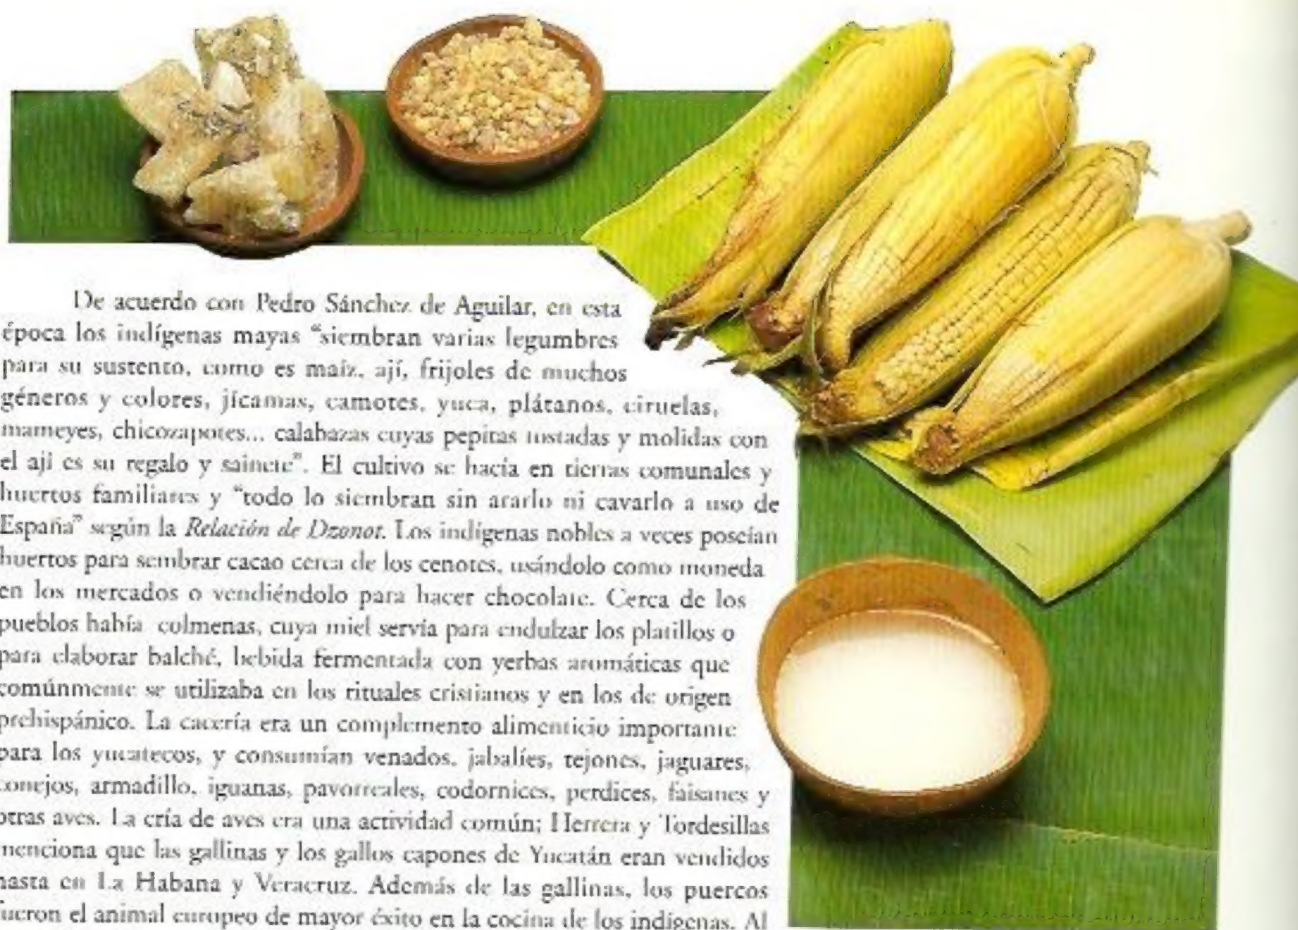 De acuerdo con Pedro Sánchez de Aguilar, en esta
época los indígenas mayas “siembran varias legumbres
para su sustento, como es maíz, ají, frijoles de muchos
géneros y colores, jícamas, camotes, yuca, plátanos, ciruelas,
mameyes, chicozapotes... calabazas cuyas pepitas tostadas y molidas con
el ají es su regalo y sainete”. El cultivo se hacía en tierras comunales y
huertos familiares y “todo lo siembran sin ararlo ni cavarlo a uso de
España” según la Relación de Dzonot. Los indígenas nobles a veces poseían
huertos para sembrar cacao cerca de los cenotes, usándolo como moneda
en los mercados o vendiéndolo para hacer chocolate. Cerca de los
pueblos había colmenas, cuya miel servía para endulzar los platillos o
para elaborar balché, bebida fermentada con yerbas aromáticas que
comúnmente se utilizaba en los rituales cristianos y en los de origen
prehispánico. La cacería era un complemento alimenticio importante
para los yucatecos, y consumían venados, jabalíes, tejones, jaguares,
conejos, armadillo, iguanas, pavorreales, codornices, perdices, faisanes y
otras aves. La cría de aves era una actividad común; Herrera y Tordesillas
menciona que las gallinas y los gallos capones de Yucatán eran vendidos
hasta en La Habana y Veracruz. Además de las gallinas, los puercos
fueron el animal europeo de mayor éxito en la cocina de los indígenas. Al